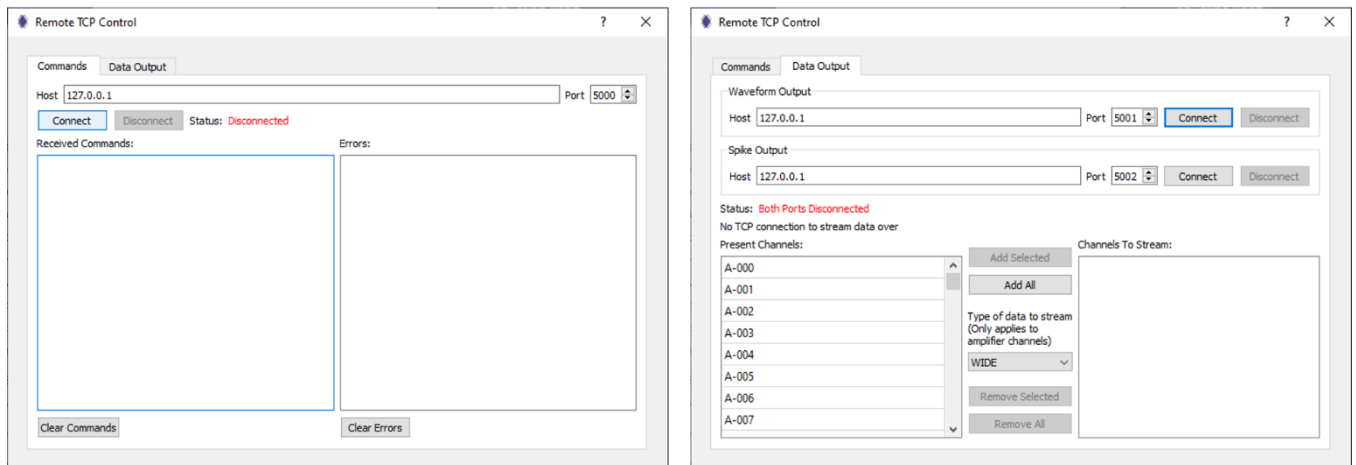 Remote TCP Control ? ×
Commands Data Output
Host 127.0.0.1 Port 5000
Connect Disconnect Status: Disconnected
Received Commands: Errors:
Clear Commands Clear Errors
Remote TCP Control ? ×
Commands Data Output
Waveform Output
Host 127.0.0.1 Port 5001 Connect Disconnect
Spike Output
Host 127.0.0.1 Port 5002 Connect Disconnect
Status: Both Ports Disconnected
No TCP connection to stream data over
Present Channels: Channels To Stream:
A-000
A-001
A-002
A-003
A-004
A-005
A-006
A-007
Add Selected
Add All
Type of data to stream
(Only applies to
amplifier channels)
WIDE
Remove Selected
Remove All